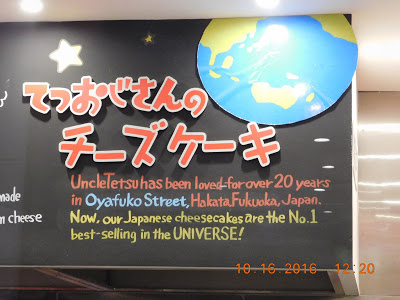 てつおじさんの
チーズケーキ
UncleTetsu has been loved for over 20 years
in Oyafuko Street, Hakata, Fukuoka, Japan.
Now, our Japanese cheesecakes are the No.1
best-selling in the UNIVERSE!
made
cheese
10.16.2016 12:20